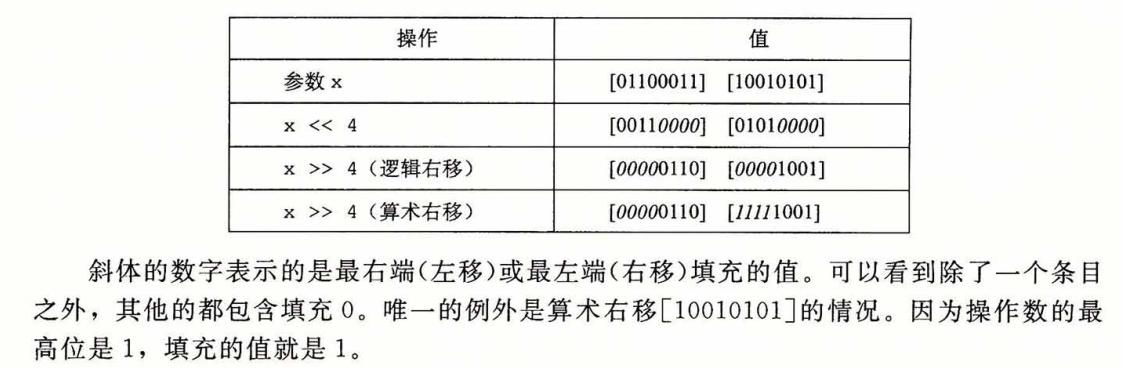 操作 值
参数 x [01100011] [10010101]
x << 4 [00110000] [01010000]
x >> 4（逻辑右移） [00000110] [00001001]
x >> 4（算术右移） [00000110] [11111001]
斜体的数字表示的是最右端(左移)或最左端(右移)填充的值。可以看到除了一个条目
之外，其他的都包含填充 0。唯一的例外是算术右移[10010101]的情况。因为操作数的最
高位是 1，填充的值就是 1。